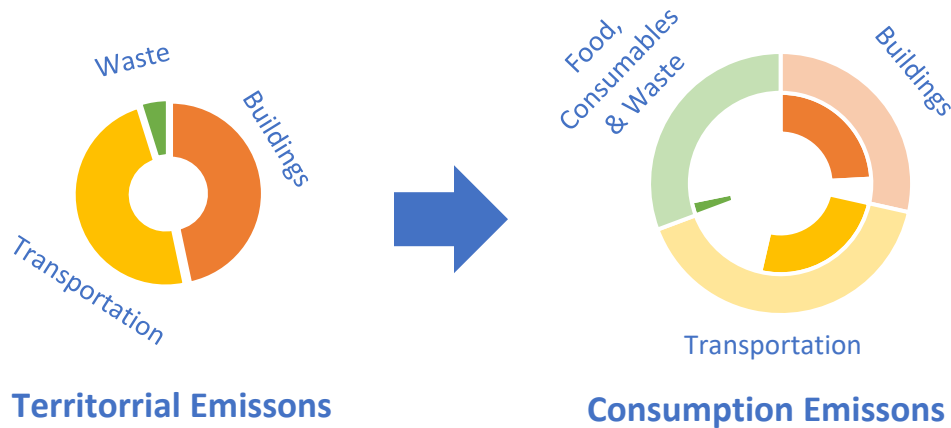 Waste
Buildings
Transportation
Territorrial Emissons
Food,
Consumables
& Waste
Buildings
Transportation
Consumption Emissons